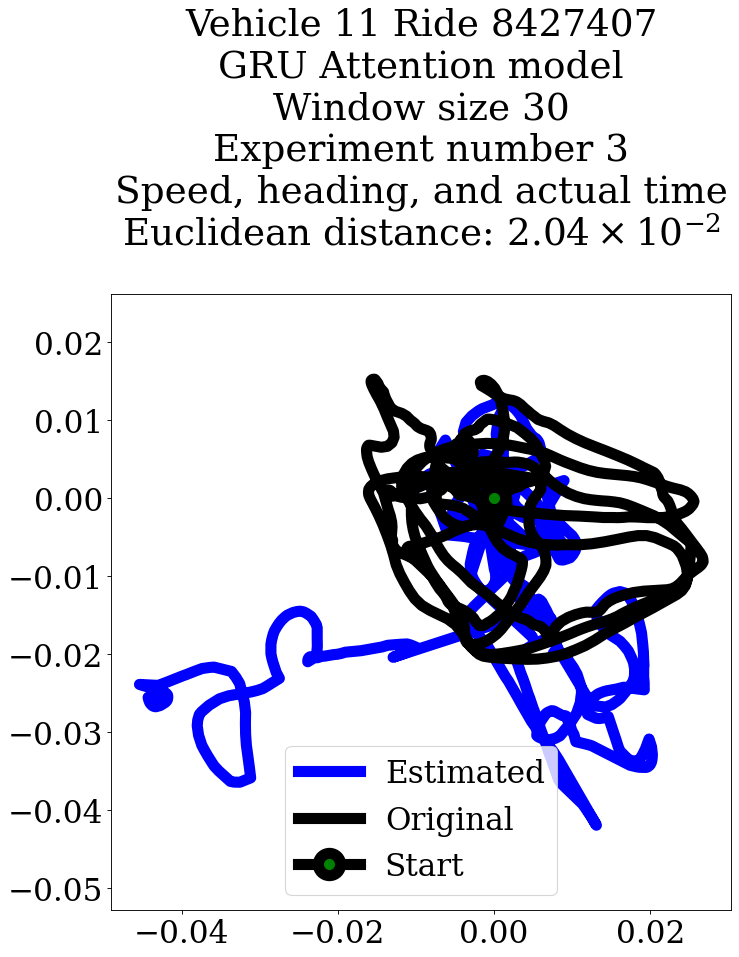 Vehicle 11 Ride 8427407
GRU Attention model
Window size 30
Experiment number 3
Speed, heading, and actual time
Euclidean distance: 2.04 × 10⁻²
0.02
0.01
0.00
−0.01
−0.02
−0.03
−0.04
−0.05
Estimated
Original
Start
−0.04 −0.02 0.00 0.02